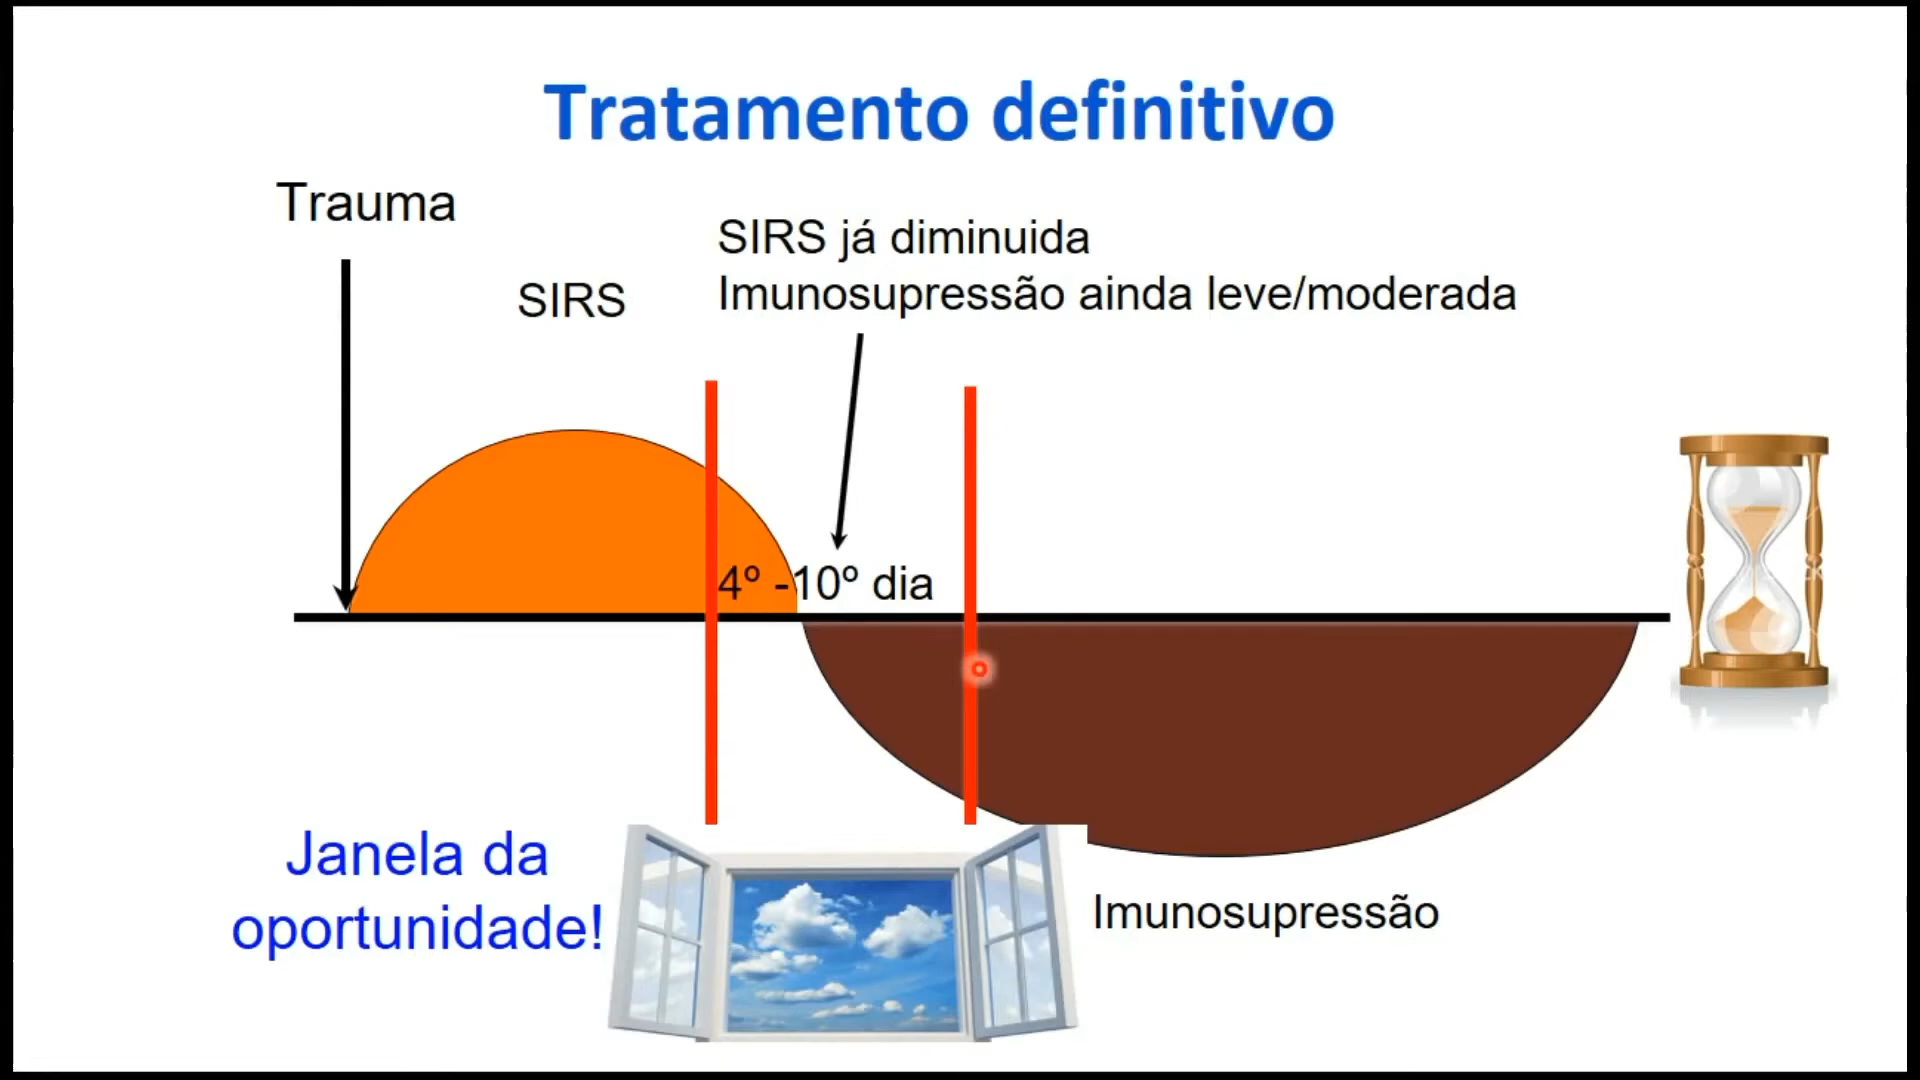 Tratamento definitivo
Trauma
SIRS
SIRS já diminuida
Imunosupressão ainda leve/moderada
4º -10º dia
Janela da
oportunidade!
Imunosupressão